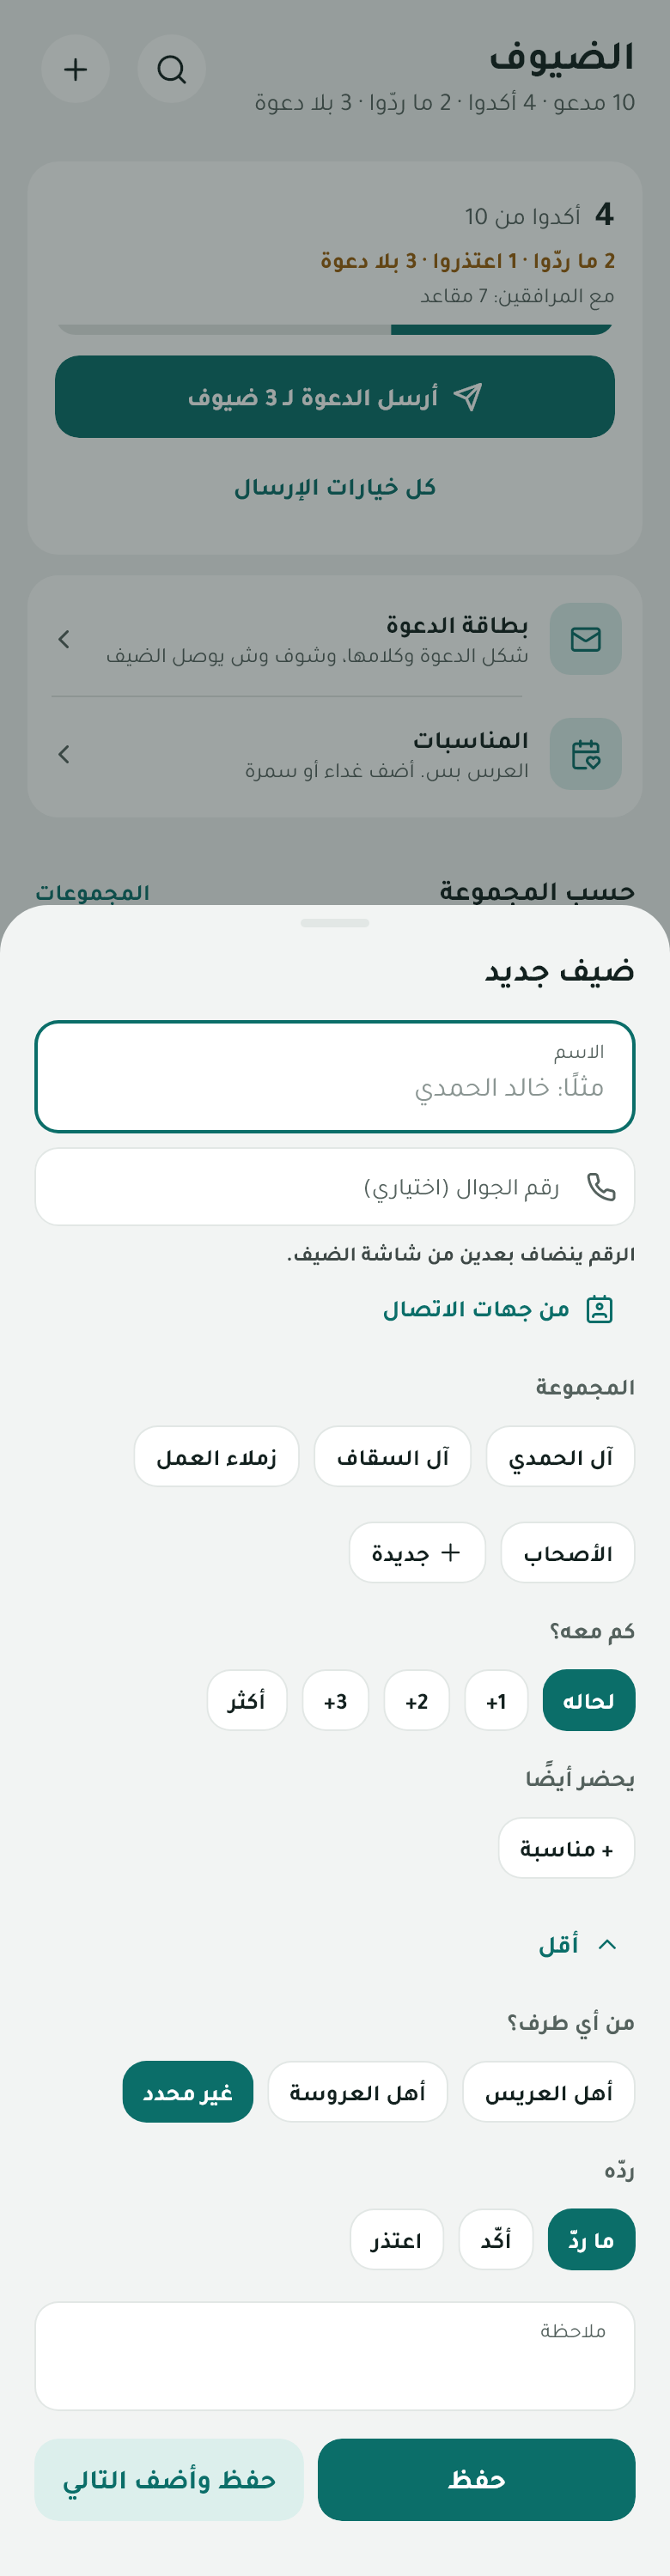 الضيوف
10 مدعو · 4 أكدوا · 2 ما ردّوا · 3 بلا دعوة
4 أكدوا من 10
2 ما ردّوا · 1 اعتذروا · 3 بلا دعوة
مع المرافقين: 7 مقاعد
أرسل الدعوة لـ 3 ضيوف
كل خيارات الإرسال
بطاقة الدعوة
شكل الدعوة وكلامها، وشوف وش يوصل الضيف
المناسبات
العرس بس. أضف غداء أو سمرة
حسب المجموعة المجموعات
ضيف جديد
الاسم
مثلًا: خالد الحمدي
رقم الجوال (اختياري)
الرقم ينضاف بعدين من شاشة الضيف.
من جهات الاتصال
المجموعة
آل الحمدي آل السقاف زملاء العمل
الأصحاب + جديدة
كم معه؟
لحاله +1 +2 +3 أكثر
يحضر أيضًا
+ مناسبة
أقل
من أي طرف؟
أهل العريس أهل العروسة غير محدد
ردّه
ما ردّ أكّد اعتذر
ملاحظة
حفظ حفظ وأضف التالي